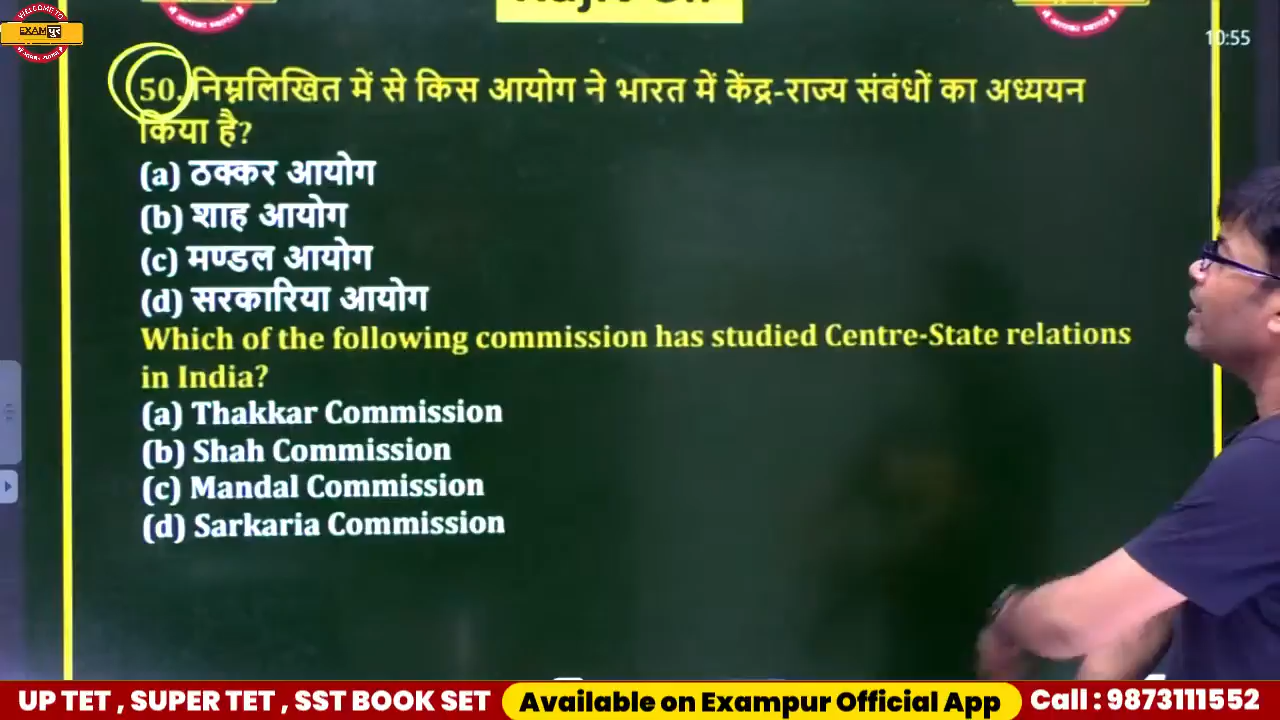 WELCOME TO
EXAM पुर
10:55
50. निम्नलिखित में से किस आयोग ने भारत में केंद्र-राज्य संबंधों का अध्ययन
किया है?
(a) ठक्कर आयोग
(b) शाह आयोग
(c) मण्डल आयोग
(d) सरकारिया आयोग
Which of the following commission has studied Centre-State relations
in India?
(a) Thakkar Commission
(b) Shah Commission
(c) Mandal Commission
(d) Sarkaria Commission
UP TET , SUPER TET , SST BOOK SET Available on Exampur Official App Call : 9873111552